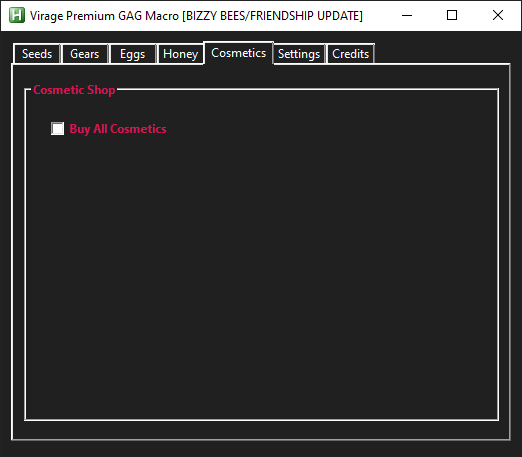 Virage Premium GAG Macro [BIZZY BEES/FRIENDSHIP UPDATE]
Seeds Gears Eggs Honey Cosmetics Settings Credits
Cosmetic Shop
Buy All Cosmetics